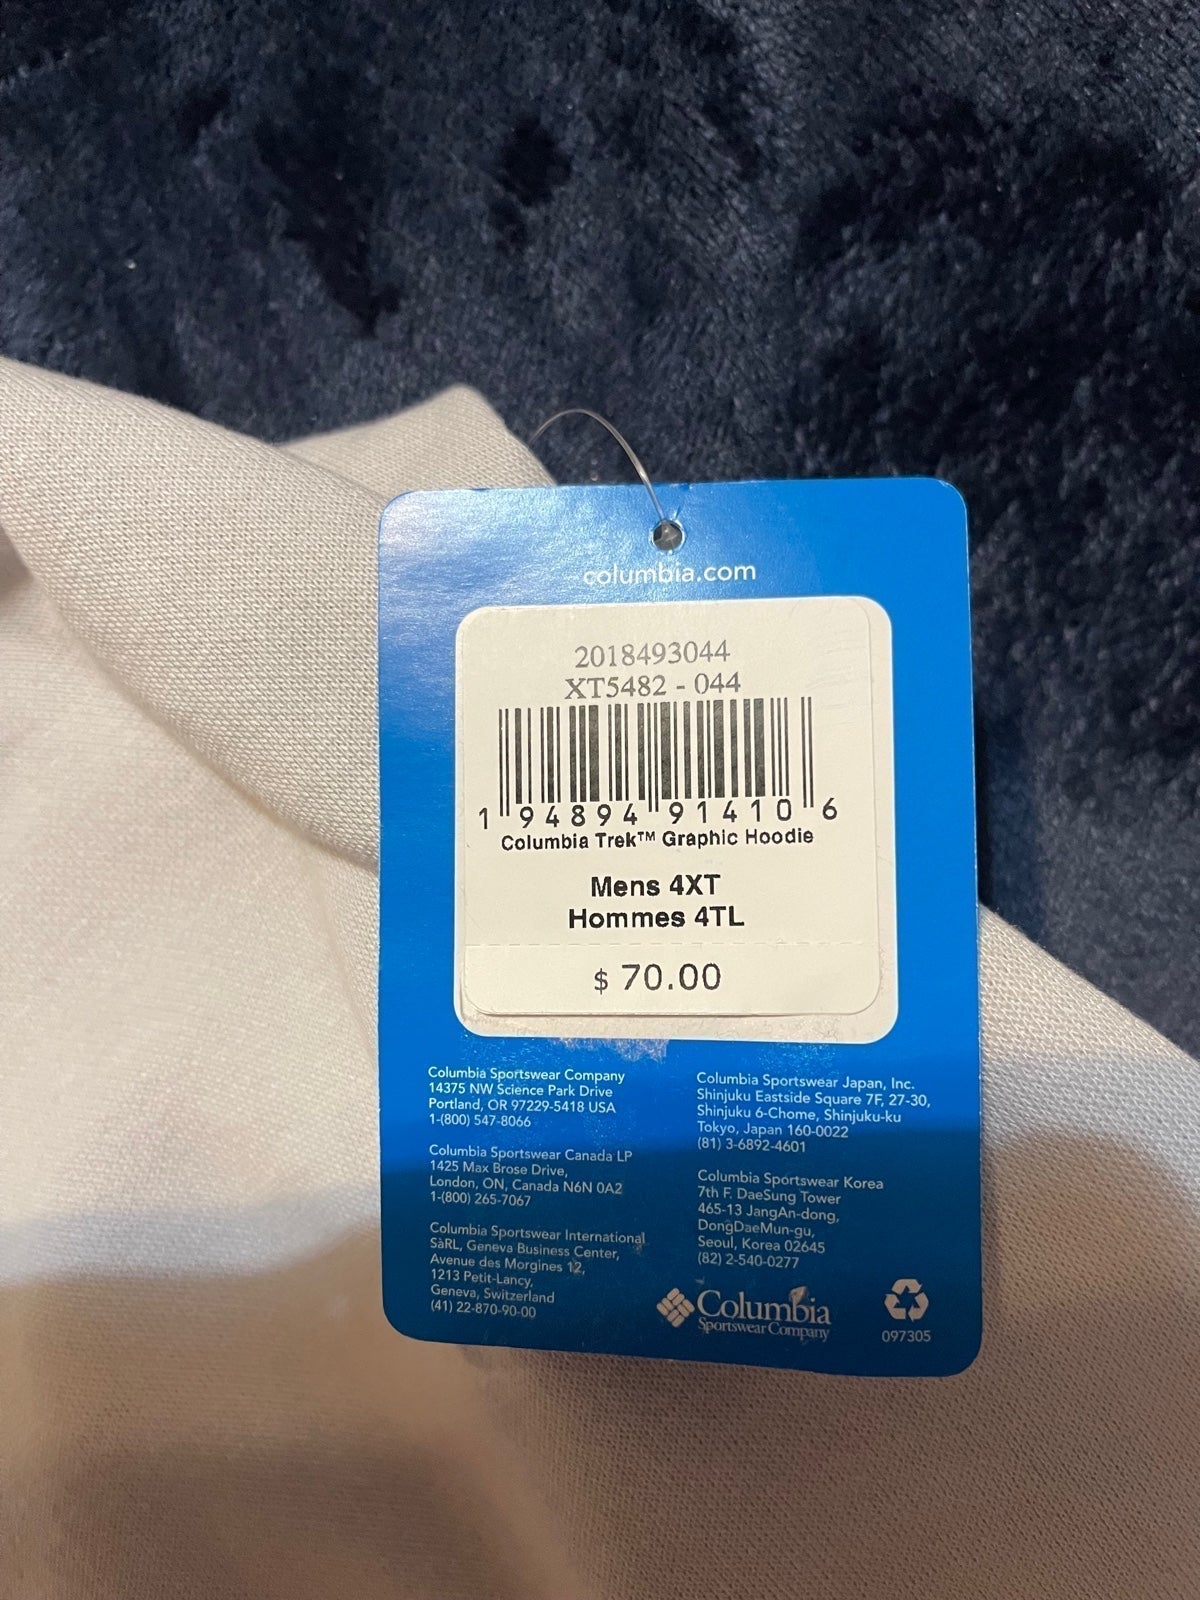 columbia.com
2018493044
XT5482 - 044
1 94894 91410 6
Columbia Trek™ Graphic Hoodie
Mens 4XT
Hommes 4TL
$ 70.00
Columbia Sportswear Company
14375 NW Science Park Drive
Portland, OR 97229-5418 USA
1-(800) 547-8066
Columbia Sportswear Canada LP
1425 Max Brose Drive,
London, ON, Canada N6N 0A2
1-(800) 265-7067
Columbia Sportswear International
SàRL, Geneva Business Center,
Avenue des Morgines 12,
1213 Petit-Lancy,
Geneva, Switzerland
(41) 22-870-90-00
Columbia Sportswear Japan, Inc.
Shinjuku Eastside Square 7F, 27-30,
Shinjuku 6-Chome, Shinjuku-ku
Tokyo, Japan 160-0022
(81) 3-6892-4601
Columbia Sportswear Korea
7th F. DaeSung Tower
465-13 JangAn-dong,
DongDaeMun-gu,
Seoul, Korea 02645
(82) 2-540-0277
Columbia
Sportswear Company
097305